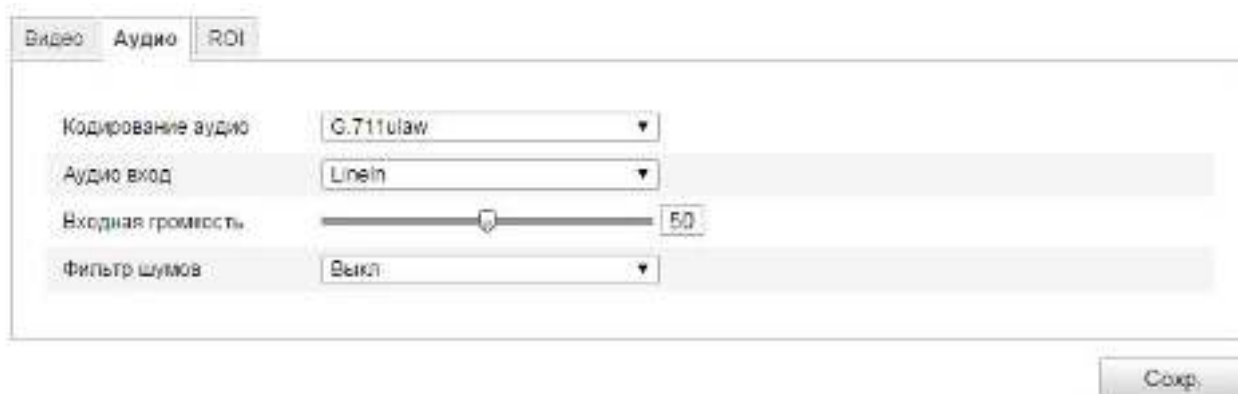 Видео Аудио ROI
Кодирование аудио G.711ulaw
Аудио вход LineIn
Входная громкость 50
Фильтр шумов Выкл
Сохр.